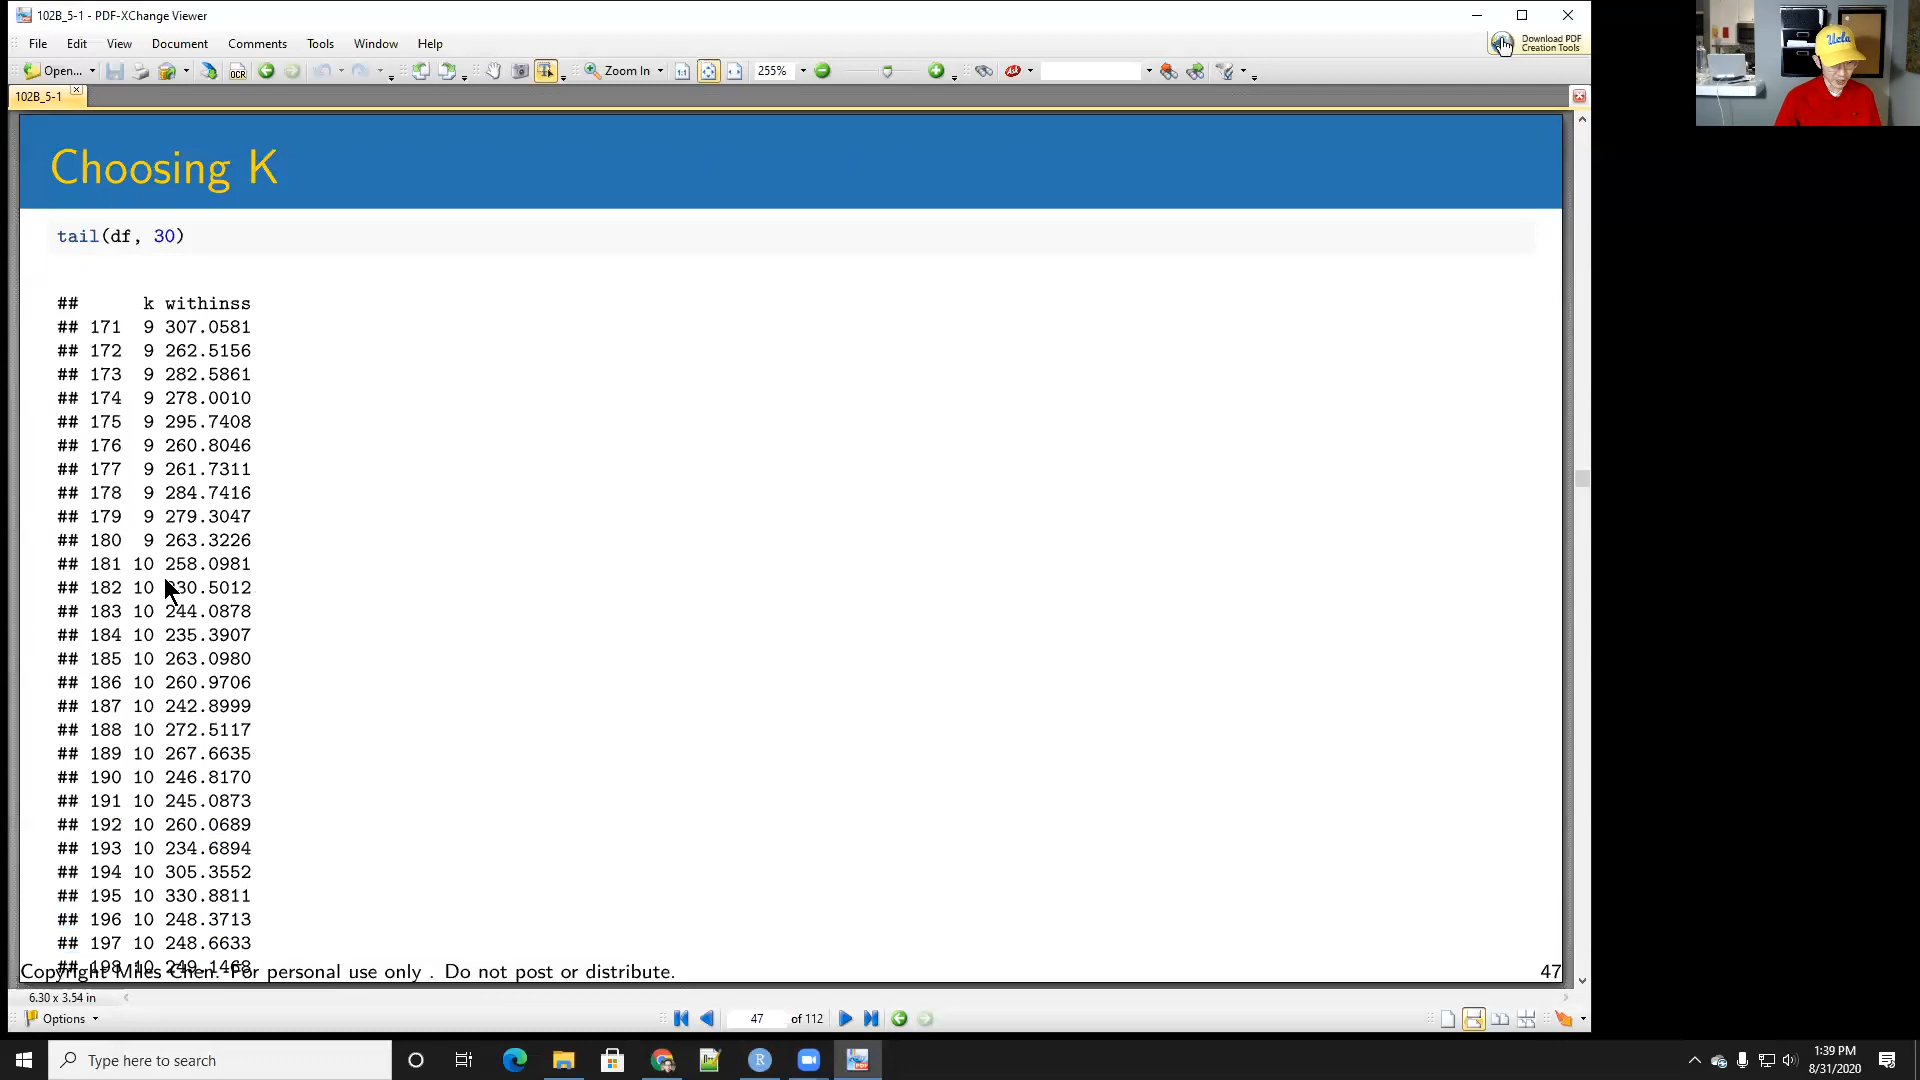 102B_5-1 - PDF-XChange Viewer
File Edit View Document Comments Tools Window Help
Download PDF
Creation Tools
Open...
OCR
Zoom In
255%
102B_5-1
Choosing K
tail(df, 30)
## k withinss
## 171 9 307.0581
## 172 9 262.5156
## 173 9 282.5861
## 174 9 278.0010
## 175 9 295.7408
## 176 9 260.8046
## 177 9 261.7311
## 178 9 284.7416
## 179 9 279.3047
## 180 9 263.3226
## 181 10 258.0981
## 182 10 30.5012
## 183 10 244.0878
## 184 10 235.3907
## 185 10 263.0980
## 186 10 260.9706
## 187 10 242.8999
## 188 10 272.5117
## 189 10 267.6635
## 190 10 246.8170
## 191 10 245.0873
## 192 10 260.0689
## 193 10 234.6894
## 194 10 305.3552
## 195 10 330.8811
## 196 10 248.3713
## 197 10 248.6633
## 198 10 249.1468
Copyright Miles Chen. For personal use only . Do not post or distribute.
47
6.30 x 3.54 in
Options
47 of 112
Type here to search
1:39 PM
8/31/2020
Ucla